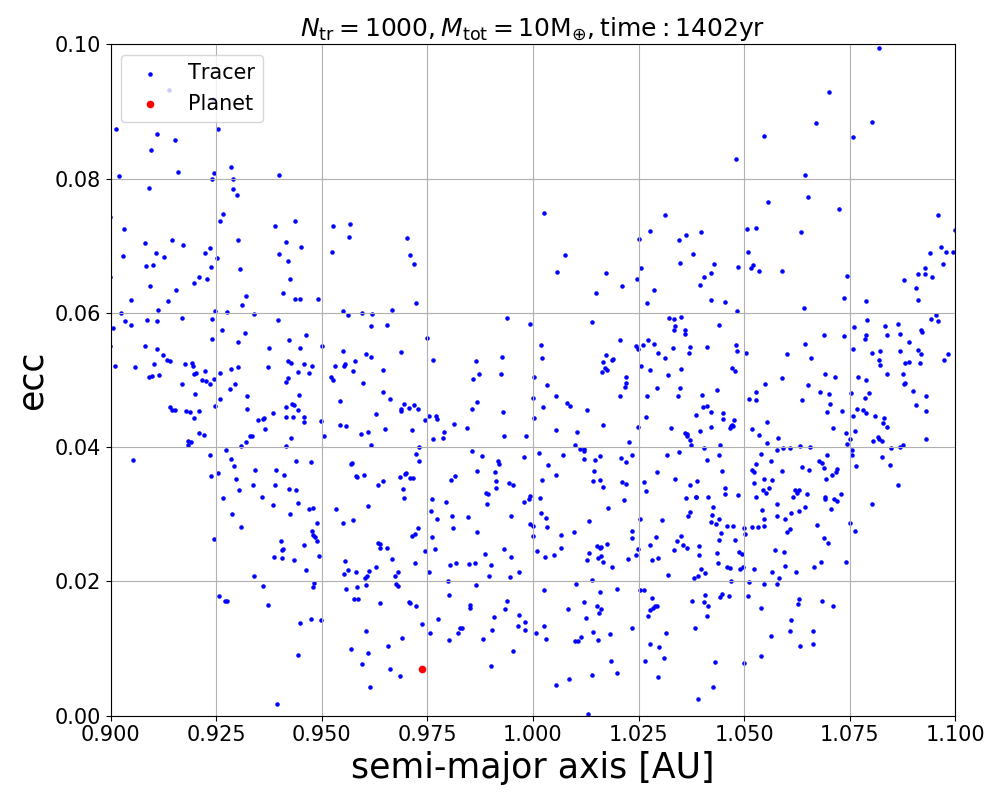 N_tr = 1000, M_tot = 10M_⊕, time : 1402yr
Tracer
Planet
ecc
0.10
0.08
0.06
0.04
0.02
0.00
0.900 0.925 0.950 0.975 1.000 1.025 1.050 1.075 1.100
semi-major axis [AU]